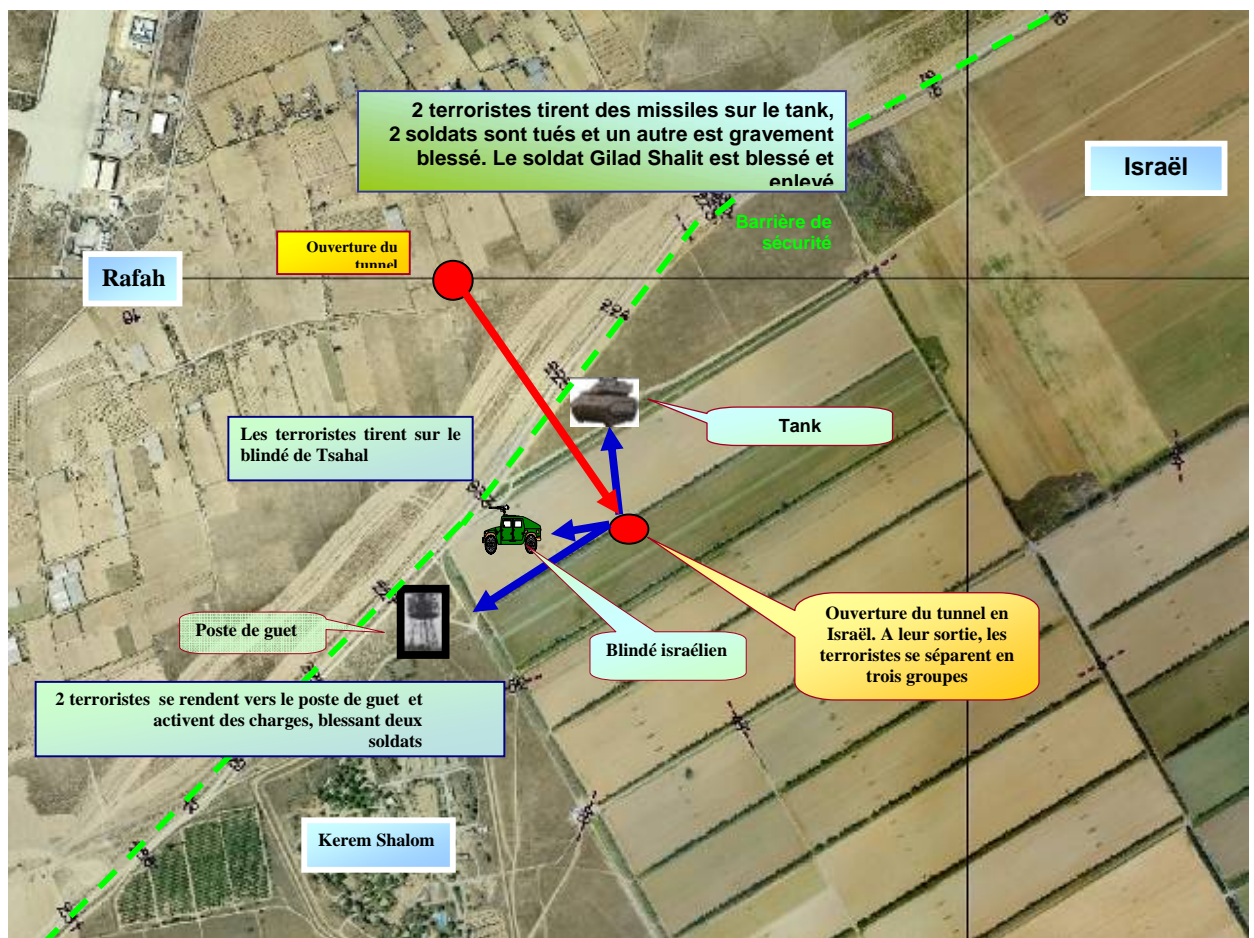 2 terroristes tirent des missiles sur le tank,
2 soldats sont tués et un autre est gravement
blessé. Le soldat Gilad Shalit est blessé et
enlevé
Israël
Barrière de
sécurité
Ouverture du
tunnel
Rafah
Tank
Les terroristes tirent sur le
blindé de Tsahal
Poste de guet
Blindé israélien
Ouverture du tunnel en
Israël. A leur sortie, les
terroristes se séparent en
trois groupes
2 terroristes se rendent vers le poste de guet et
activent des charges, blessant deux
soldats
Kerem Shalom